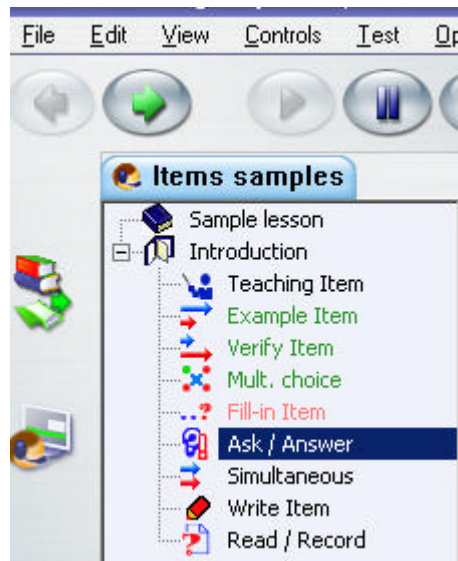 File Edit View Controls Test
Items samples
Sample lesson
Introduction
Teaching Item
Example Item
Verify Item
Mult. choice
Fill-in Item
Ask / Answer
Simultaneous
Write Item
Read / Record